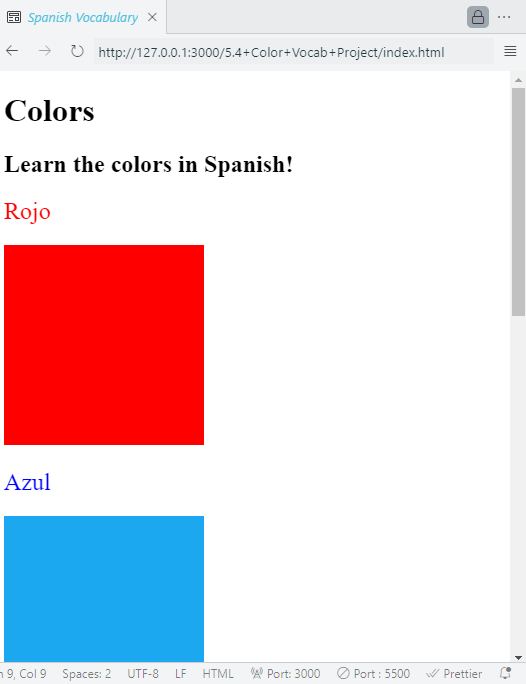 Spanish Vocabulary
http://127.0.0.1:3000/5.4+Color+Vocab+Project/index.html
Colors
Learn the colors in Spanish!
Rojo
Azul
9, Col 9 Spaces: 2 UTF-8 LF HTML Port: 3000 Port : 5500 Prettier